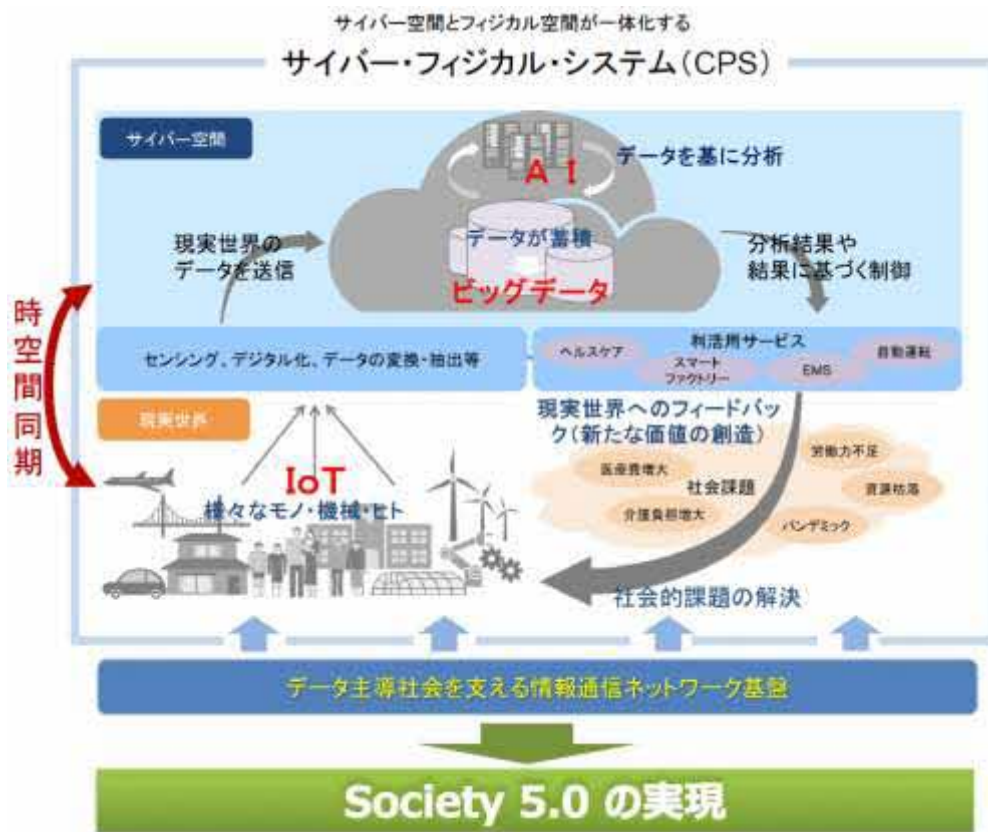 サイバー空間とフィジカル空間が一体化する
サイバー・フィジカル・システム（CPS）
サイバー空間
AI
データを基に分析
データが蓄積
ビッグデータ
現実世界の
データを送信
分析結果や
結果に基づく制御
時空間同期
センシング、デジタル化、データの変換・抽出等
利活用サービス
ヘルスケア
スマート
ファクトリー
EMS
自動運転
現実世界
IoT
様々なモノ・機械・ヒト
現実世界へのフィードバッ
ク（新たな価値の創造）
労働力不足
医療費増大
社会課題
資源枯渇
介護負担増大
パンデミック
社会的課題の解決
データ主導社会を支える情報通信ネットワーク基盤
Society 5.0 の実現